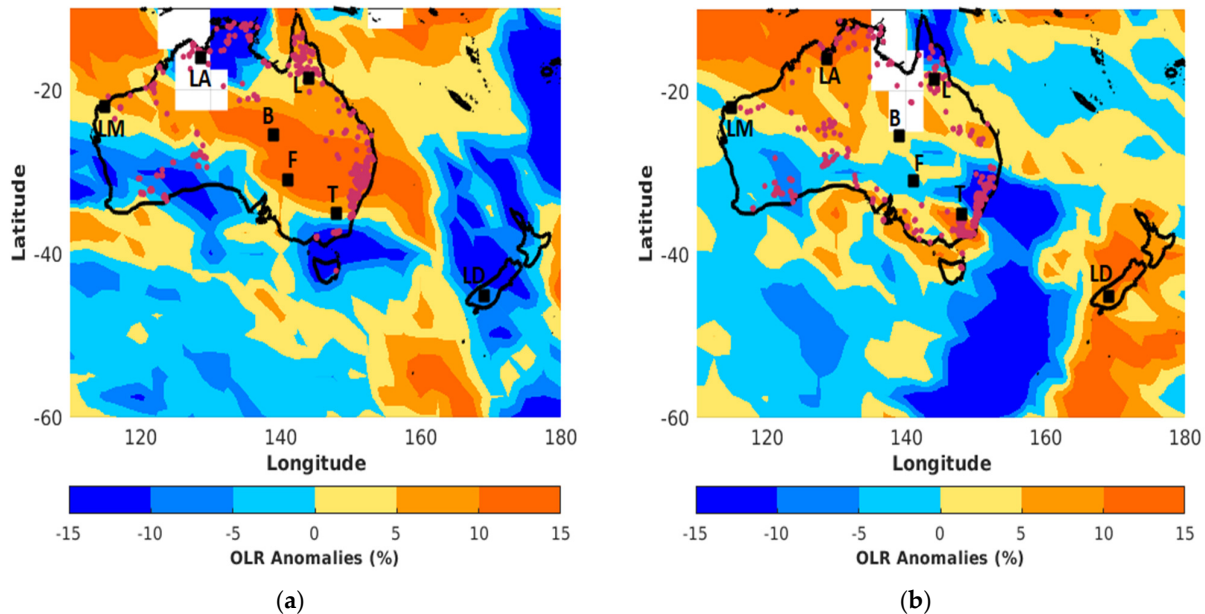 Latitude
-20
-40
-60
120
140
160
180
Longitude
LA
L
LM
B
F
T
LD
-15
-10
-5
0
5
10
15
OLR Anomalies (%)
(a)
Latitude
-20
-40
-60
120
140
160
180
Longitude
LA
L
LM
B
F
T
LD
-15
-10
-5
0
5
10
15
OLR Anomalies (%)
(b)